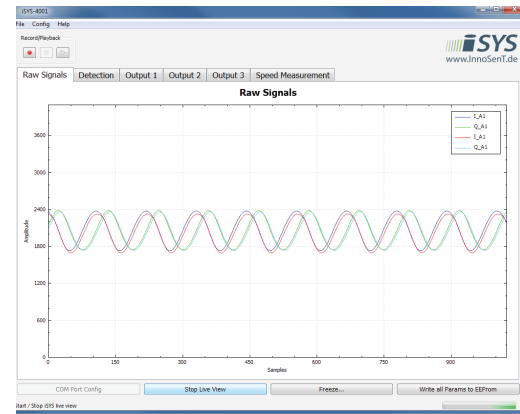 iSYS-4001
File Config Help
Record/Playback
iSYS
www.InnoSenT.de
Raw Signals Detection Output 1 Output 2 Output 3 Speed Measurement
Raw Signals
I_A1
Q_A1
I_A1
Q_A1
3600
3000
2400
1800
1200
600
0
Amplitude
0 150 300 450 600 750 900
Samples
COM Port Config Stop Live View Freeze... Write all Params to EEProm
Start / Stop iSYS live view